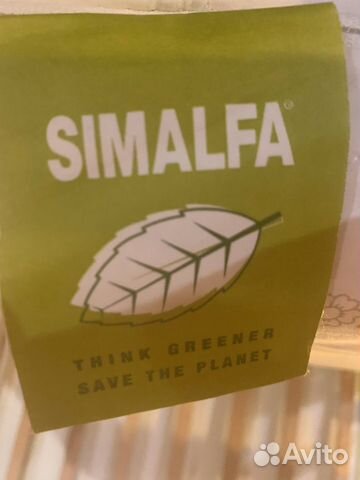 SIMALFA®
THINK GREENER
SAVE THE PLANET
Avito